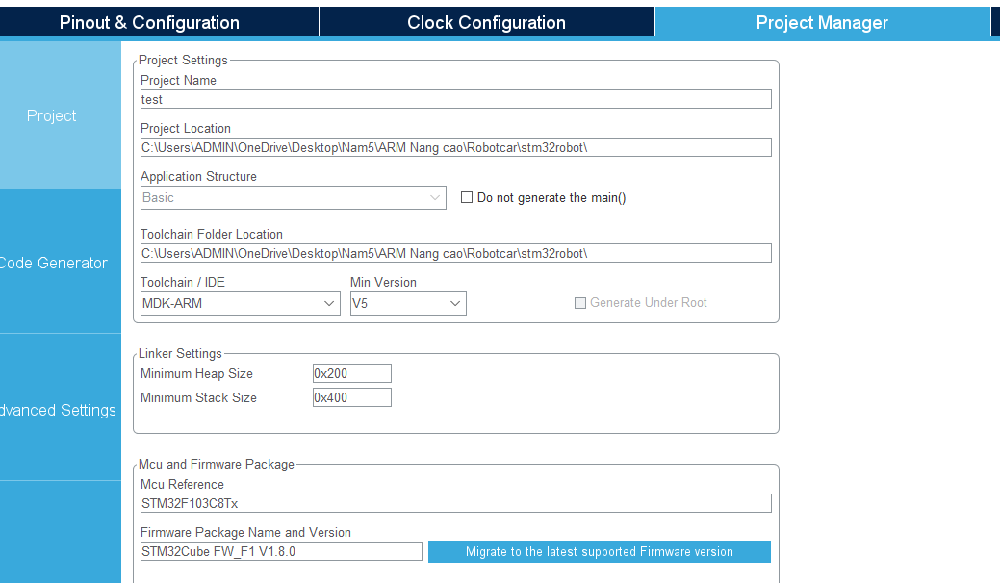 Pinout & Configuration
Clock Configuration
Project Manager
Project
Code Generator
dvanced Settings
Project Settings
Project Name
test
Project Location
C:\Users\ADMIN\OneDrive\Desktop\Nam5\ARM Nang cao\Robotcar\stm32robot\
Application Structure
Basic
Do not generate the main()
Toolchain Folder Location
C:\Users\ADMIN\OneDrive\Desktop\Nam5\ARM Nang cao\Robotcar\stm32robot\
Toolchain / IDE
Min Version
MDK-ARM
V5
Generate Under Root
Linker Settings
Minimum Heap Size
0x200
Minimum Stack Size
0x400
Mcu and Firmware Package
Mcu Reference
STM32F103C8Tx
Firmware Package Name and Version
STM32Cube FW_F1 V1.8.0
Migrate to the latest supported Firmware version